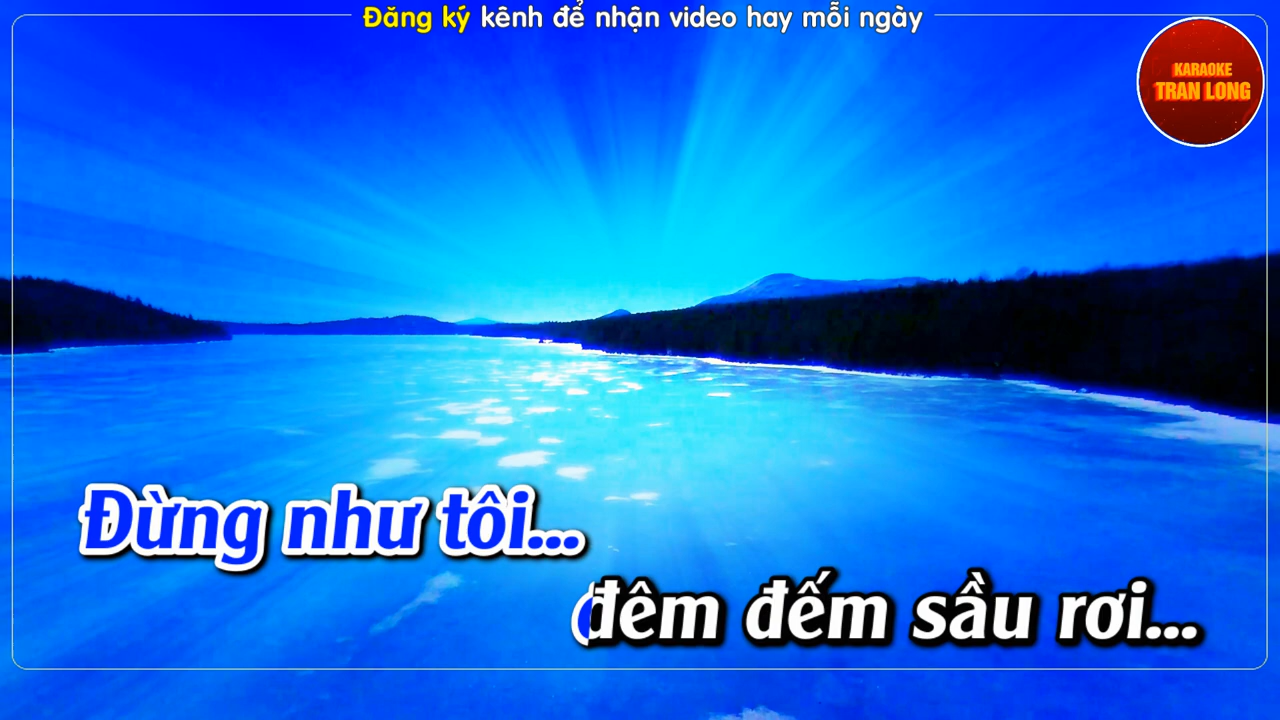 Đăng ký kênh để nhận video hay mỗi ngày
KARAOKE
TRAN LONG
Đừng như tôi...
đêm đếm sầu rơi...